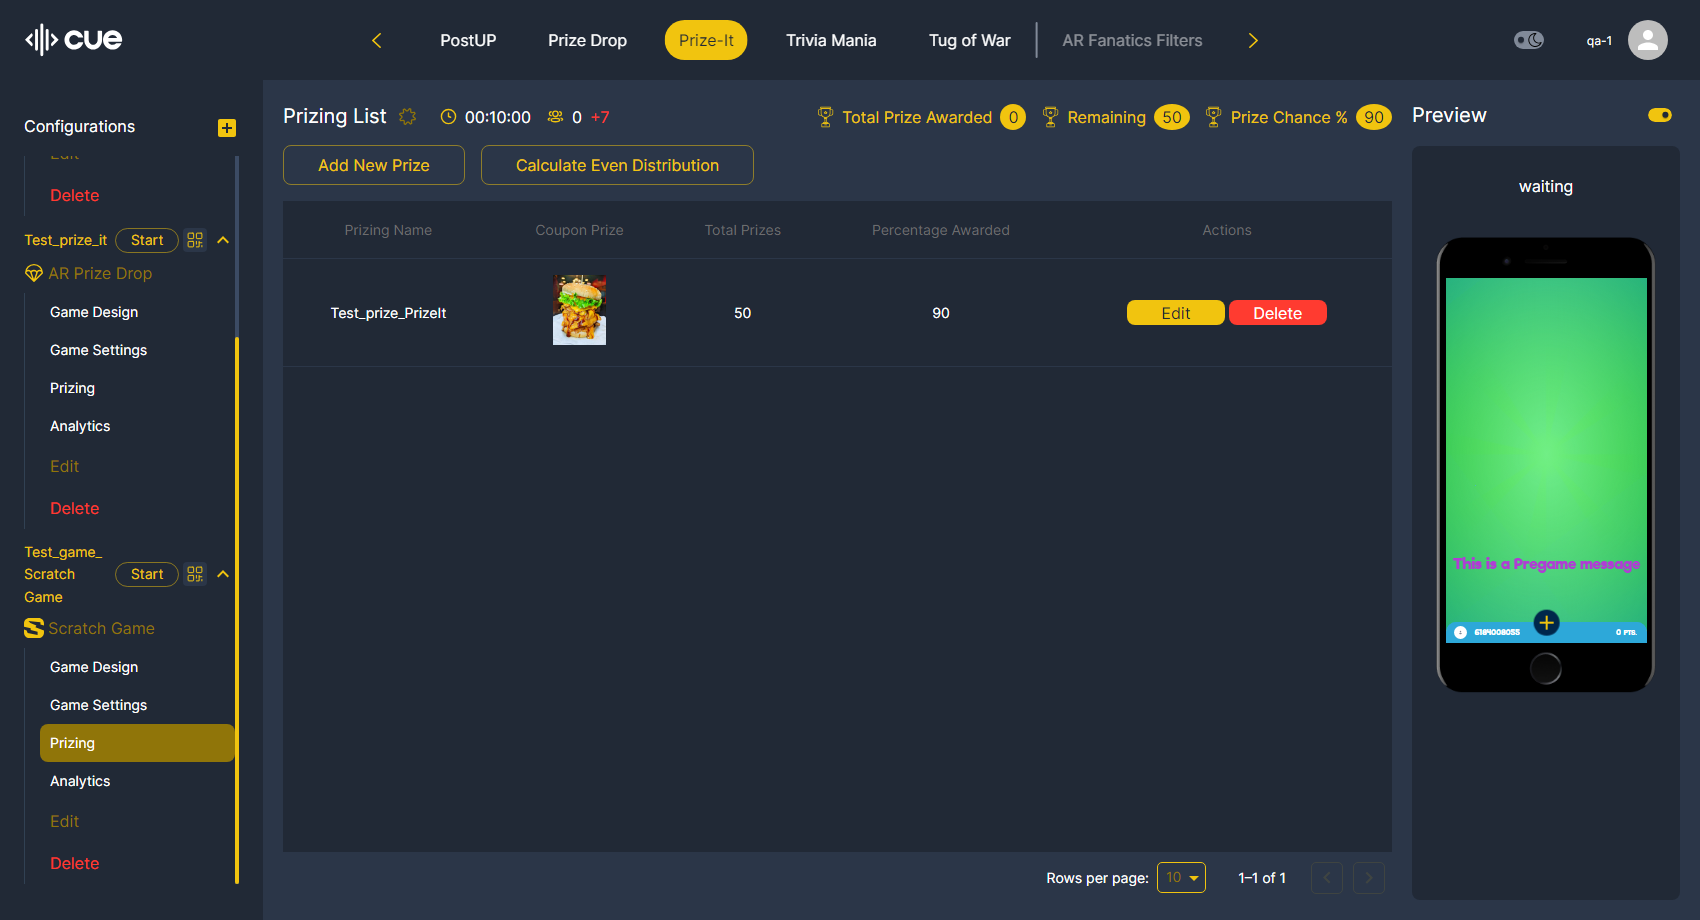 cue
PostUP
Prize Drop
Prize-It
Trivia Mania
Tug of War
AR Fanatics Filters
qa-1
Configurations
Edit
Delete
Test_prize_it
Start
AR Prize Drop
Game Design
Game Settings
Prizing
Analytics
Edit
Delete
Test_game_
Scratch
Game
Start
Scratch Game
Game Design
Game Settings
Prizing
Analytics
Edit
Delete
Prizing List
00:10:00
0
+7
Total Prize Awarded 0
Remaining 50
Prize Chance % 90
Add New Prize
Calculate Even Distribution
Prizing Name
Coupon Prize
Total Prizes
Percentage Awarded
Actions
Test_prize_PrizeIt
50
90
Edit
Delete
Rows per page: 10
1–1 of 1
Preview
waiting
This is a Pregame message
6184008055
0 PTS.